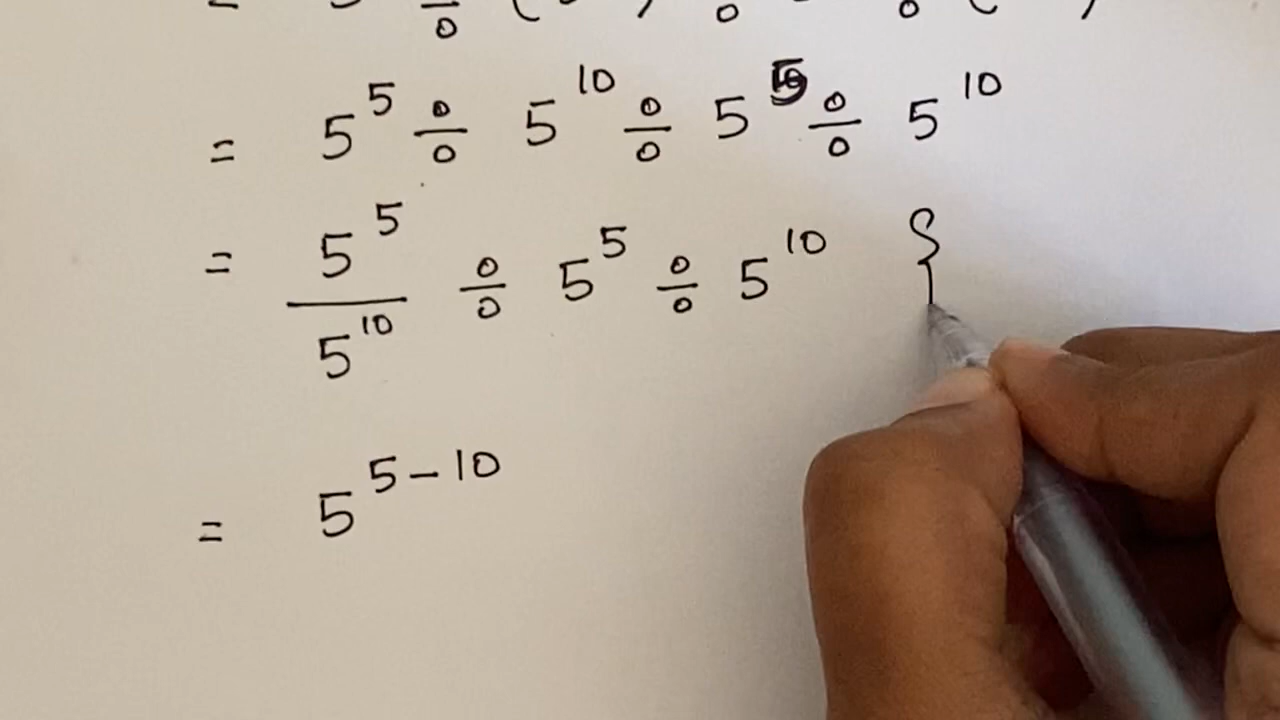 = 5^5 ÷ 5^10 ÷ 5^5 ÷ 5^10
= 5^5/5^10 ÷ 5^5 ÷ 5^10 {
= 5^(5-10)